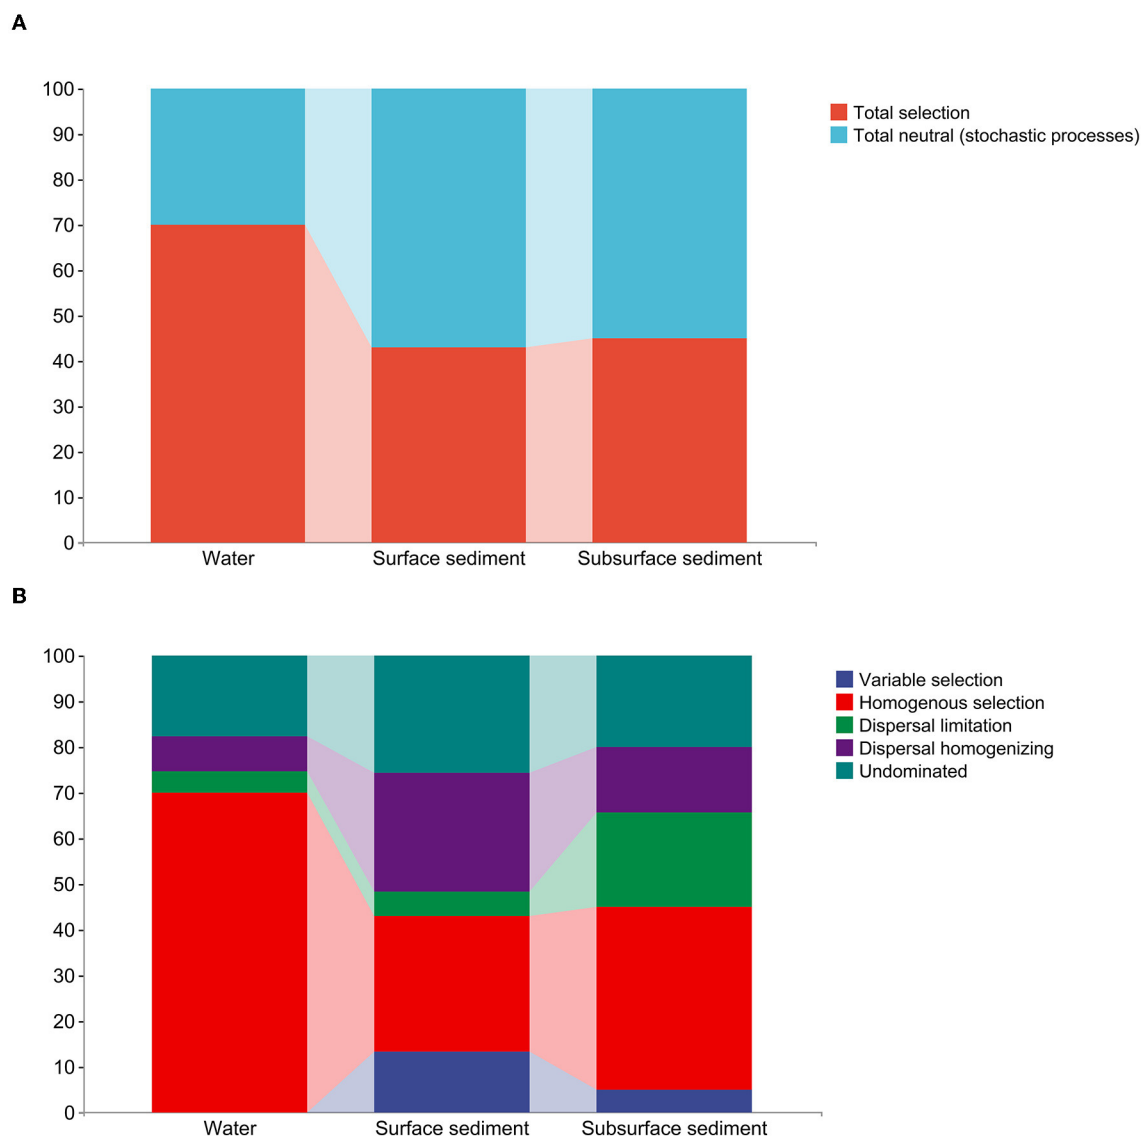 A
100
90
80
70
60
50
40
30
20
10
0
Water
Surface sediment
Subsurface sediment
Total selection
Total neutral (stochastic processes)
B
100
90
80
70
60
50
40
30
20
10
0
Water
Surface sediment
Subsurface sediment
Variable selection
Homogenous selection
Dispersal limitation
Dispersal homogenizing
Undominated